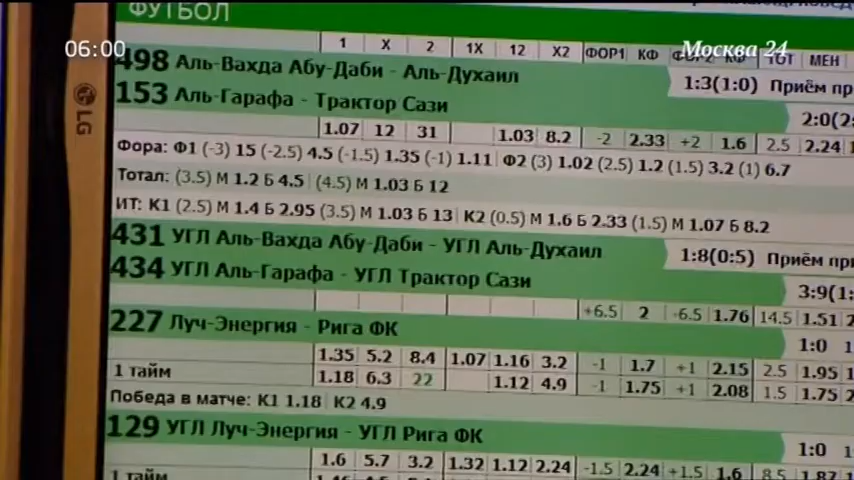 ФУТБОЛ
06:00
Москва 24
LG
1 X 2 1X 12 X2 ФОР1 КФ ФОР2 КФ ТОТ МЕН
498 Аль-Вахда Абу-Даби - Аль-Духаил 1:3(1:0) Приём
153 Аль-Гарафа - Трактор Сази 2:0(2:
1.07 12 31 1.03 8.2 -2 2.33 +2 1.6 2.5 2.24
Фора: Ф1 (-3) 15 (-2.5) 4.5 (-1.5) 1.35 (-1) 1.11 Ф2 (3) 1.02 (2.5) 1.2 (1.5) 3.2 (1) 6.7
Тотал: (3.5) М 1.2 Б 4.5 (4.5) М 1.03 Б 12
ИТ: К1 (2.5) М 1.4 Б 2.95 (3.5) М 1.03 Б 13 К2 (0.5) М 1.6 Б 2.33 (1.5) М 1.07 Б 8.2
431 УГЛ Аль-Вахда Абу-Даби - УГЛ Аль-Духаил 1:8(0:5) Приём
434 УГЛ Аль-Гарафа - УГЛ Трактор Сази 3:9(1:
+6.5 2 -6.5 1.76 14.5 1.51
227 Луч-Энергия - Рига ФК 1:0
1.35 5.2 8.4 1.07 1.16 3.2 -1 1.7 +1 2.15 2.5 1.95
1 тайм 1.18 6.3 22 1.12 4.9 -1 1.75 +1 2.08 1.5 1.75
Победа в матче: К1 1.18 К2 4.9
129 УГЛ Луч-Энергия - УГЛ Рига ФК 1:0
1.6 5.7 3.2 1.32 1.12 2.24 -1.5 2.24 +1.5 1.6 8.5 1.87
1 тайм